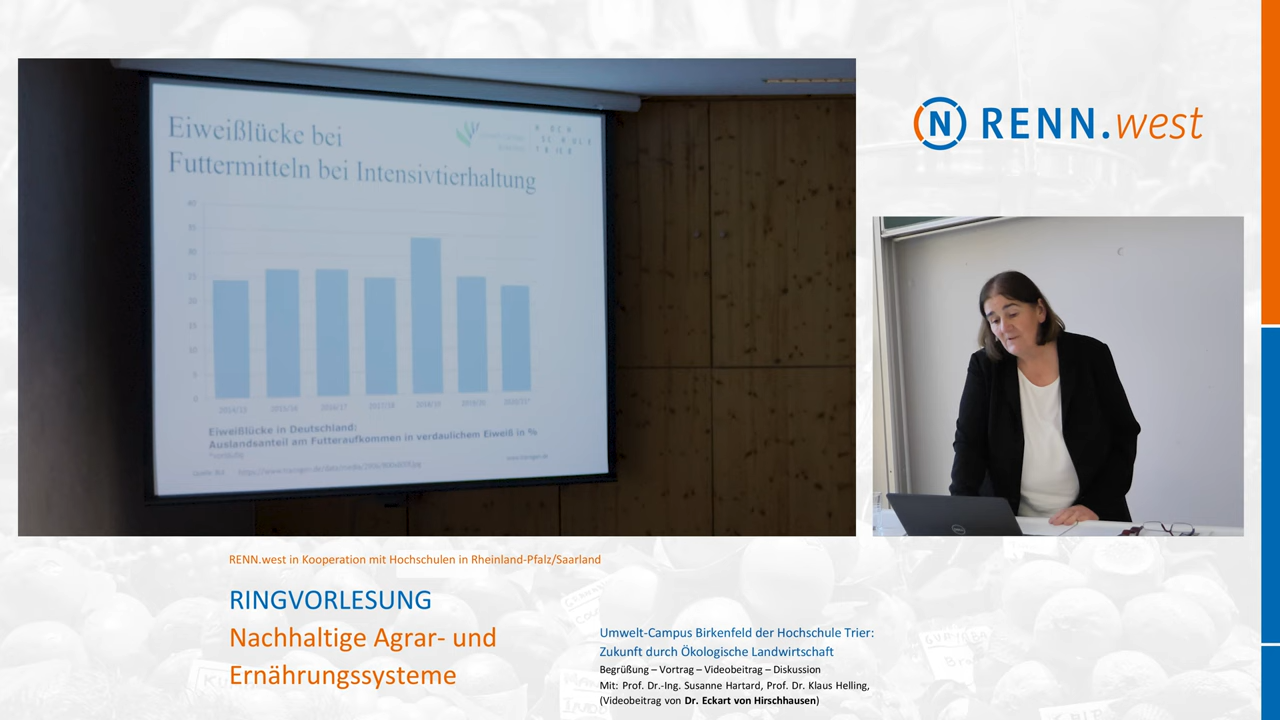 Eiweißlücke bei
Futtermitteln bei Intensivtierhaltung
40
35
30
25
20
15
10
5
0
2014/15 2015/16 2016/17 2017/18 2018/19 2019/20 2020/21*
Eiweißlücke in Deutschland:
Auslandsanteil am Futteraufkommen in verdaulichem Eiweiß in %
*vorläufig
N RENN.west
DELL
RENN.west in Kooperation mit Hochschulen in Rheinland-Pfalz/Saarland
RINGVORLESUNG
Nachhaltige Agrar- und
Ernährungssysteme
Umwelt-Campus Birkenfeld der Hochschule Trier:
Zukunft durch Ökologische Landwirtschaft
Begrüßung – Vortrag – Videobeitrag – Diskussion
Mit: Prof. Dr.-Ing. Susanne Hartard, Prof. Dr. Klaus Helling,
(Videobeitrag von Dr. Eckart von Hirschhausen)